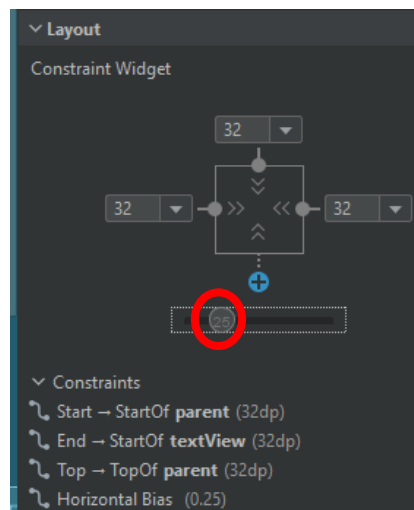 Layout
Constraint Widget
32
32
32
25
Constraints
Start → StartOf parent (32dp)
End → StartOf textView (32dp)
Top → TopOf parent (32dp)
Horizontal Bias (0.25)